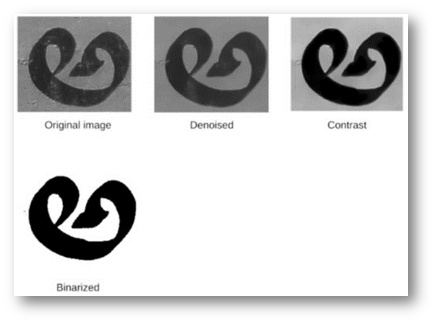 Original image
Denoised
Contrast
Binarized